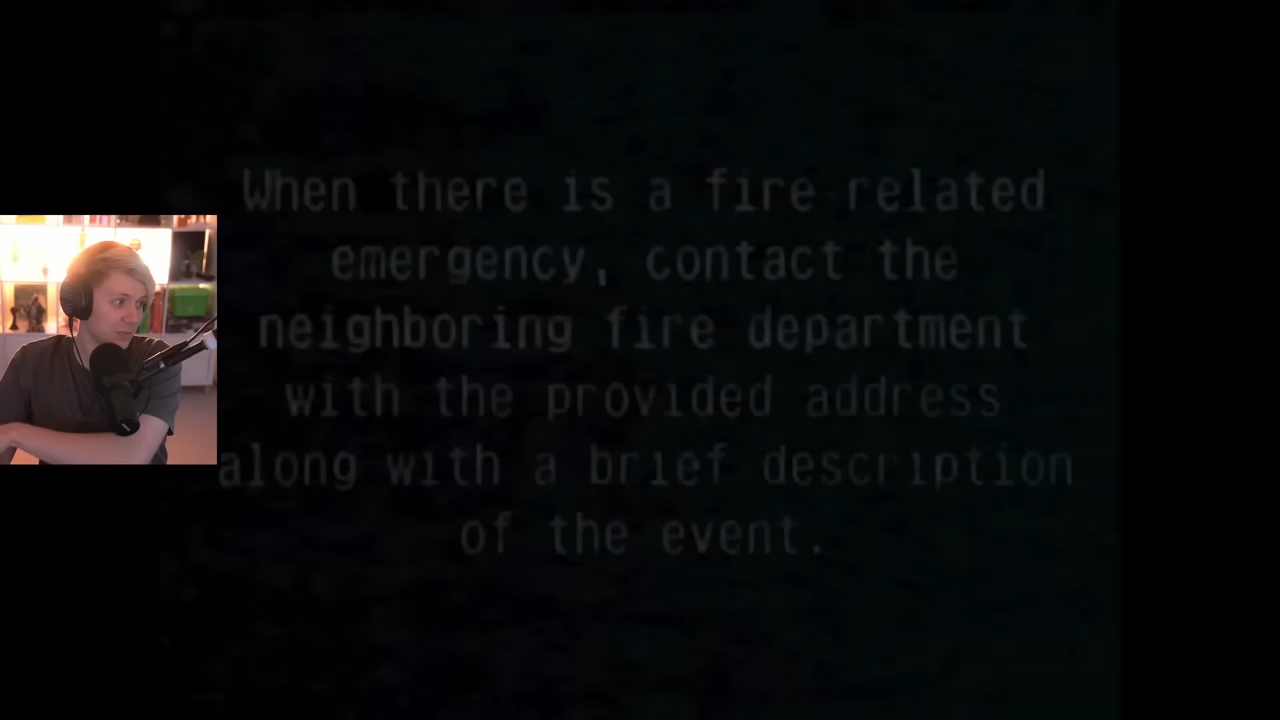 When there is a fire-related
emergency, contact the
neighboring fire department
with the provided address
along with a brief description
of the event.